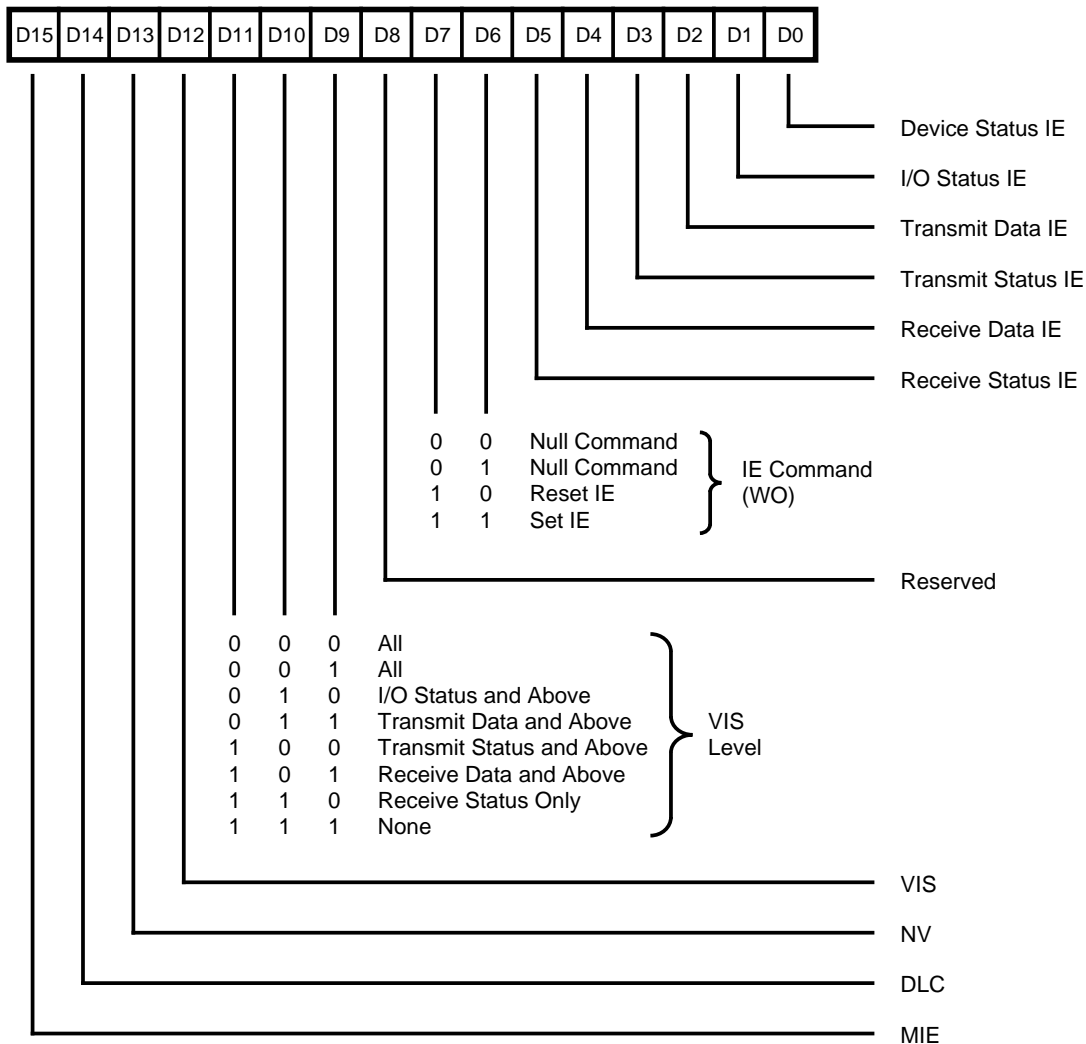 D15 D14 D13 D12 D11 D10 D9 D8 D7 D6 D5 D4 D3 D2 D1 D0
Device Status IE
I/O Status IE
Transmit Data IE
Transmit Status IE
Receive Data IE
Receive Status IE
0 0 Null Command
0 1 Null Command
1 0 Reset IE
1 1 Set IE
IE Command
(WO)
Reserved
0 0 0 All
0 0 1 All
0 1 0 I/O Status and Above
0 1 1 Transmit Data and Above
1 0 0 Transmit Status and Above
1 0 1 Receive Data and Above
1 1 0 Receive Status Only
1 1 1 None
VIS
Level
VIS
NV
DLC
MIE